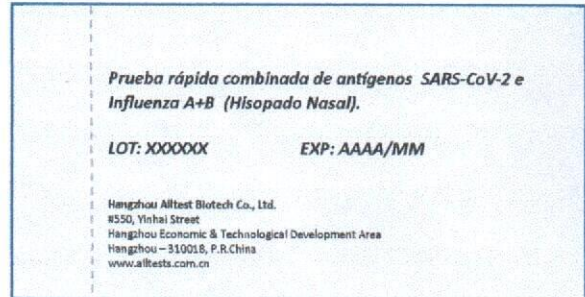 Prueba rápida combinada de antígenos SARS-CoV-2 e
Influenza A+B (Hisopado Nasal).
LOT: XXXXXX EXP: AAAA/MM
Hangzhou Alltest Biotech Co., Ltd.
#550, Yinhai Street
Hangzhou Economic & Technological Development Area
Hangzhou – 310018, P.R.China
www.alltests.com.cn